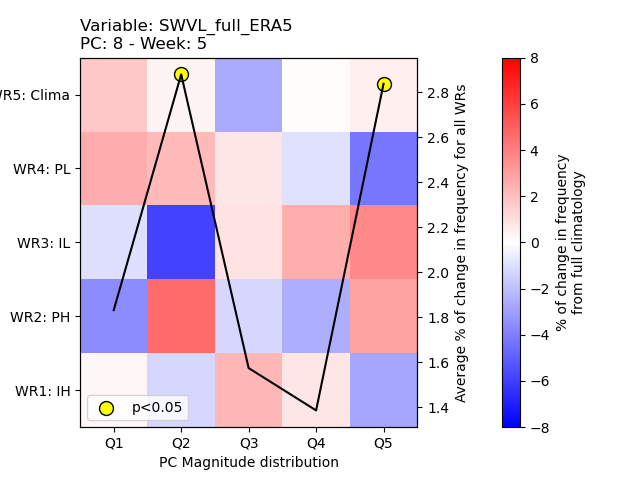 Variable: SWVL_full_ERA5
PC: 8 - Week: 5
WR5: Clima
WR4: PL
WR3: IL
WR2: PH
WR1: IH
p<0.05
Q1 Q2 Q3 Q4 Q5
PC Magnitude distribution
2.8
2.6
2.4
2.2
2.0
1.8
1.6
1.4
Average % of change in frequency for all WRs
8
6
4
2
0
−2
−4
−6
−8
% of change in frequency
from full climatology